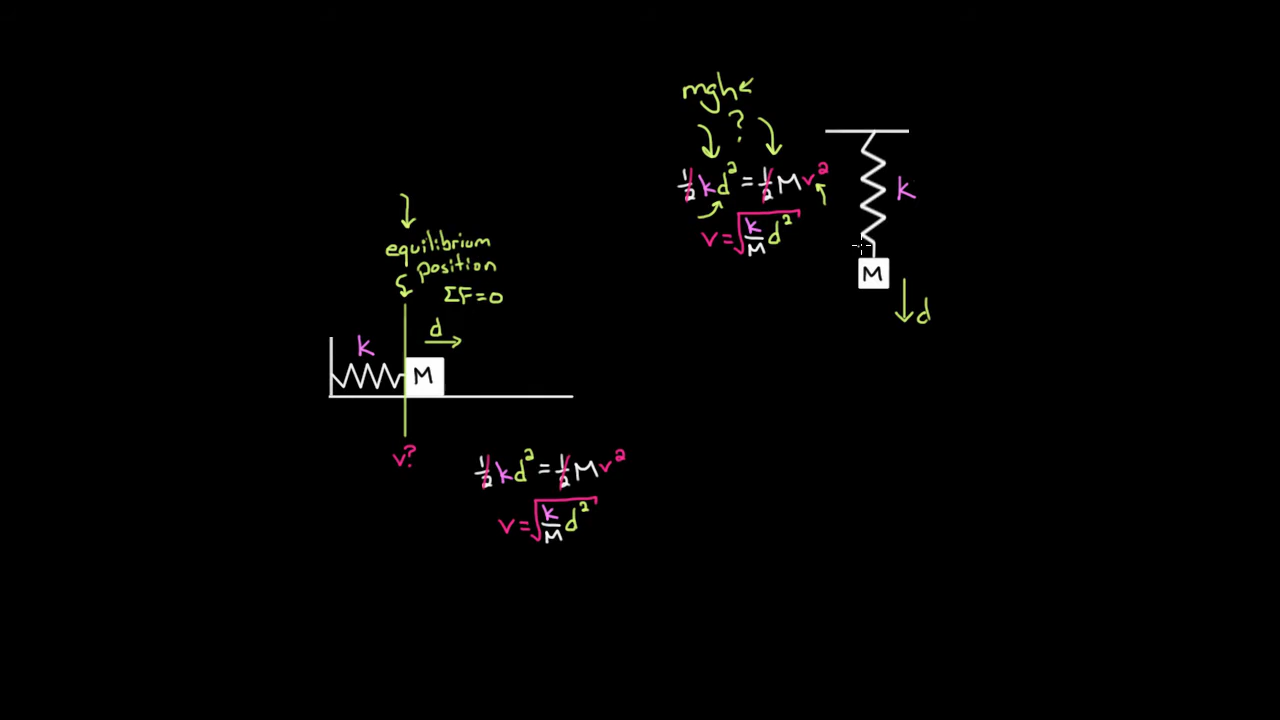 equilibrium
position
ΣF=0
d
k
M
v?
½kd²=½Mv²
v=√(k/M d²)
mgh
?
½kd²=½Mv²
v=√(k/M d²)
k
M
d